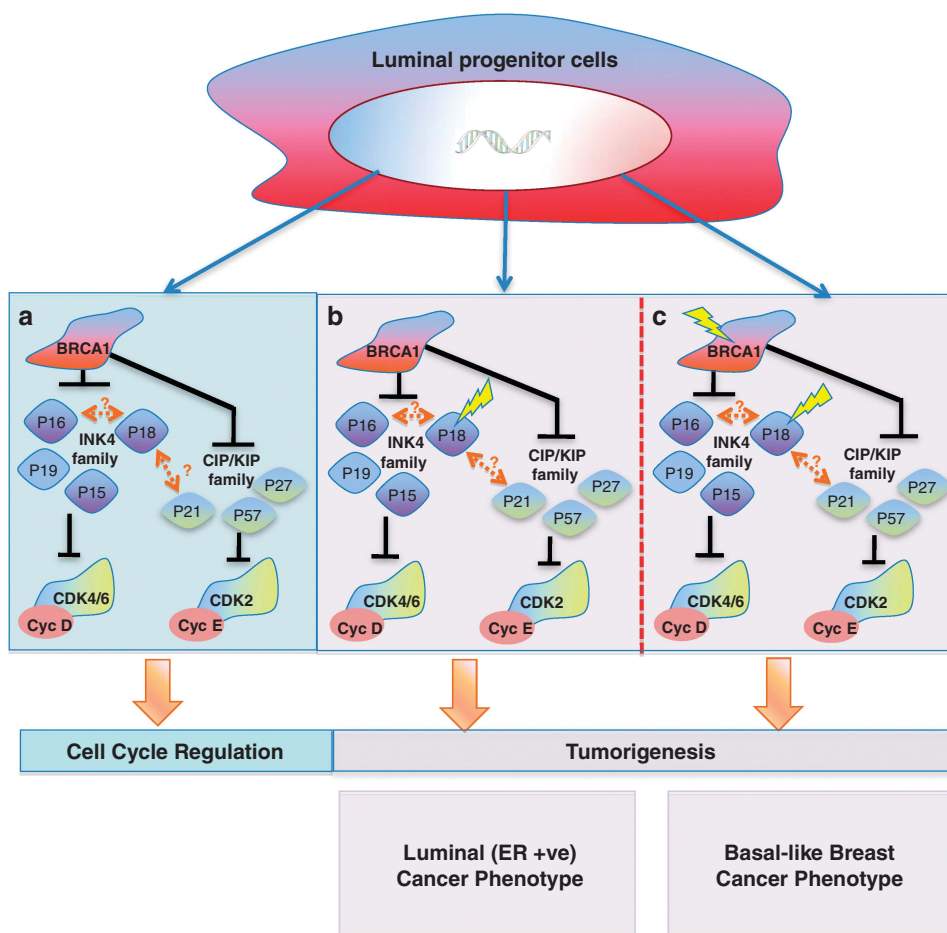 Luminal progenitor cells
a
BRCA1
?
P16
P18
INK4
family
P19
P15
?
CIP/KIP
family
P27
P21
P57
CDK4/6
Cyc D
CDK2
Cyc E
b
BRCA1
?
P16
P18
INK4
family
P19
P15
?
CIP/KIP
family
P27
P21
P57
CDK4/6
Cyc D
CDK2
Cyc E
c
BRCA1
?
P16
P18
INK4
family
P19
P15
?
CIP/KIP
family
P27
P21
P57
CDK4/6
Cyc D
CDK2
Cyc E
Cell Cycle Regulation
Tumorigenesis
Luminal (ER +ve)
Cancer Phenotype
Basal-like Breast
Cancer Phenotype